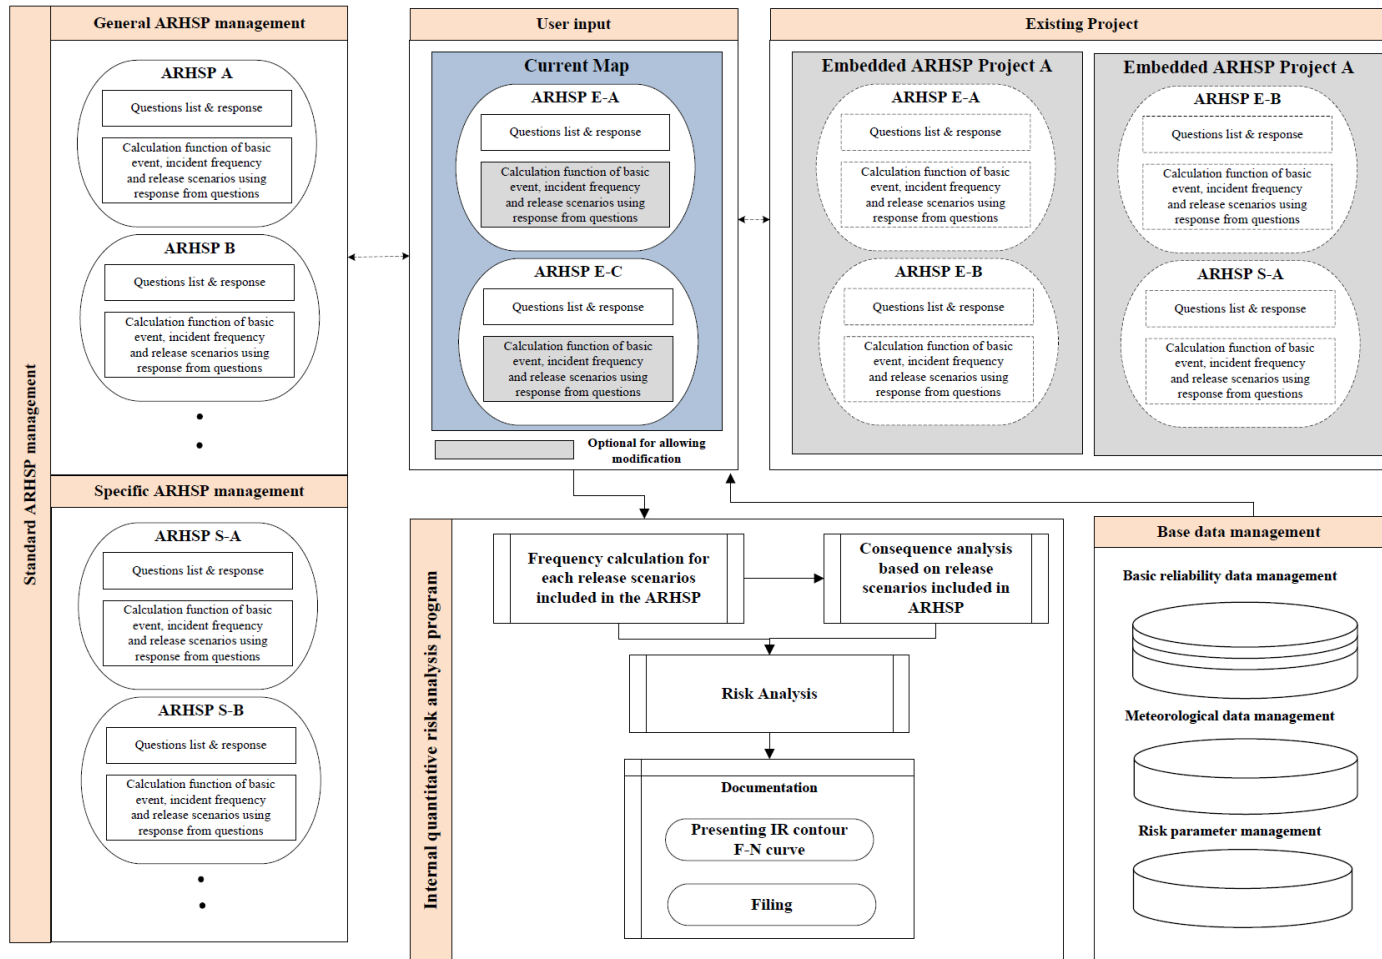 Standard ARHSP management
General ARHSP management
ARHSP A
Questions list & response
Calculation function of basic
event, incident frequency
and release scenarios using
response from questions
ARHSP B
Questions list & response
Calculation function of basic
event, incident frequency
and release scenarios using
response from questions
Specific ARHSP management
ARHSP S-A
Questions list & response
Calculation function of basic
event, incident frequency
and release scenarios using
response from questions
ARHSP S-B
Questions list & response
Calculation function of basic
event, incident frequency
and release scenarios using
response from questions
User input
Current Map
ARHSP E-A
Questions list & response
Calculation function of basic
event, incident frequency
and release scenarios using
response from questions
ARHSP E-C
Questions list & response
Calculation function of basic
event, incident frequency
and release scenarios using
response from questions
Optional for allowing
modification
Existing Project
Embedded ARHSP Project A
ARHSP E-A
Questions list & response
Calculation function of basic
event, incident frequency
and release scenarios using
response from questions
ARHSP E-B
Questions list & response
Calculation function of basic
event, incident frequency
and release scenarios using
response from questions
Embedded ARHSP Project A
ARHSP E-B
Questions list & response
Calculation function of basic
event, incident frequency
and release scenarios using
response from questions
ARHSP S-A
Questions list & response
Calculation function of basic
event, incident frequency
and release scenarios using
response from questions
Internal quantitative risk analysis program
Frequency calculation for
each release scenarios
included in the ARHSP
Consequence analysis
based on release
scenarios included in
ARHSP
Risk Analysis
Documentation
Presenting IR contour
F-N curve
Filing
Base data management
Basic reliability data management
Meteorological data management
Risk parameter management